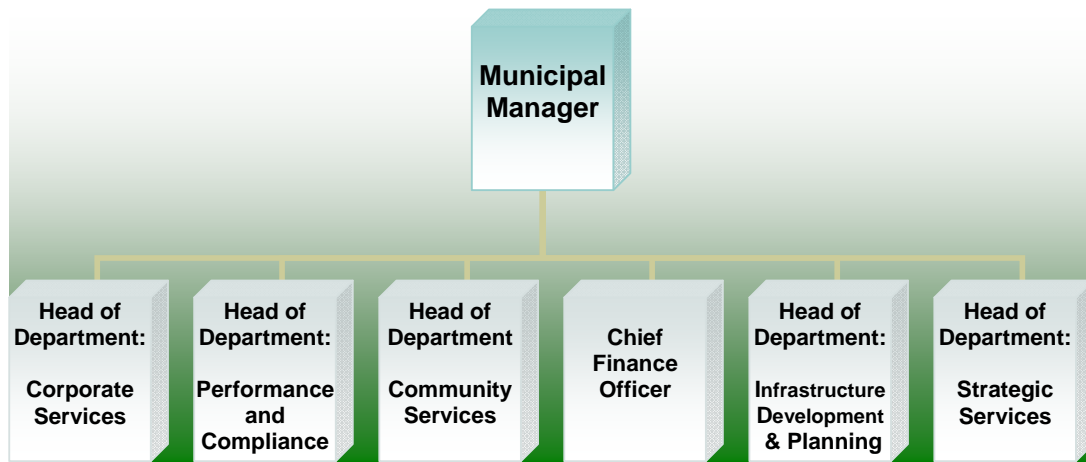 Municipal
Manager
Head of
Department:
Corporate
Services
Head of
Department:
Performance
and
Compliance
Head of
Department
Community
Services
Chief
Finance
Officer
Head of
Department:
Infrastructure
Development
& Planning
Head of
Department:
Strategic
Services